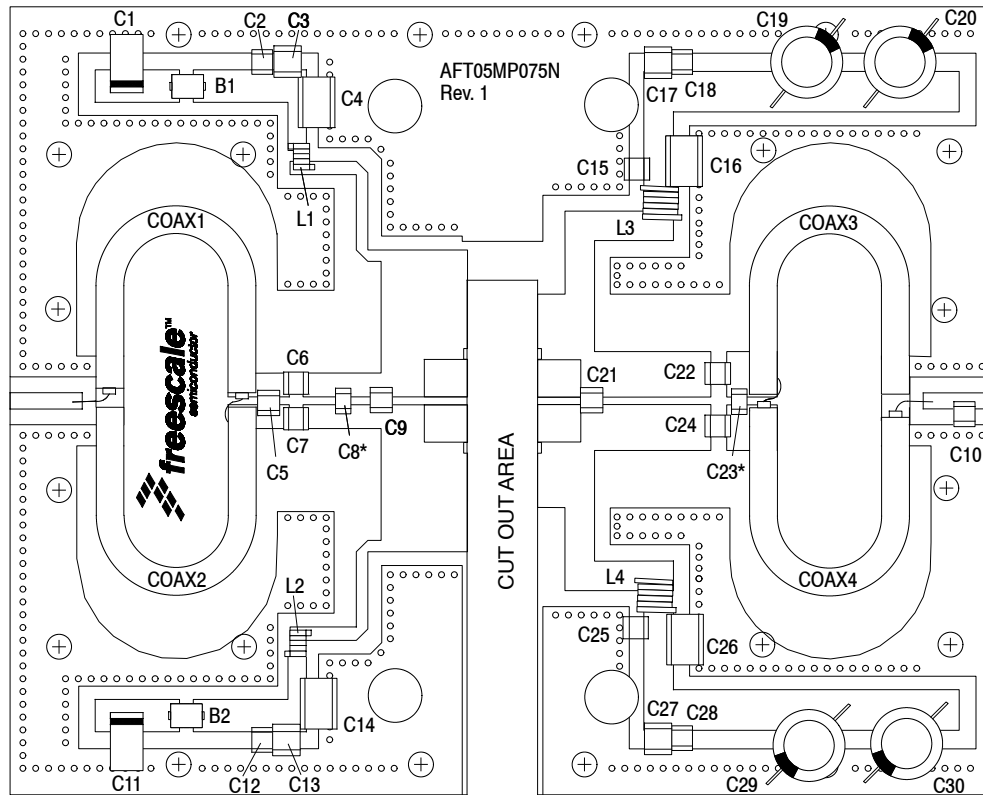 C1
C2
C3
C19
C20
B1
C4
AFT05MP075N
Rev. 1
C17
C18
C15
C16
L1
L3
COAX1
COAX3
freescale™
semiconductor
C6
C21
C22
C7
C5
C8*
C9
C24
C23*
C10
CUT OUT AREA
COAX2
COAX4
L2
L4
C25
C26
B2
C14
C27
C28
C11
C12
C13
C29
C30